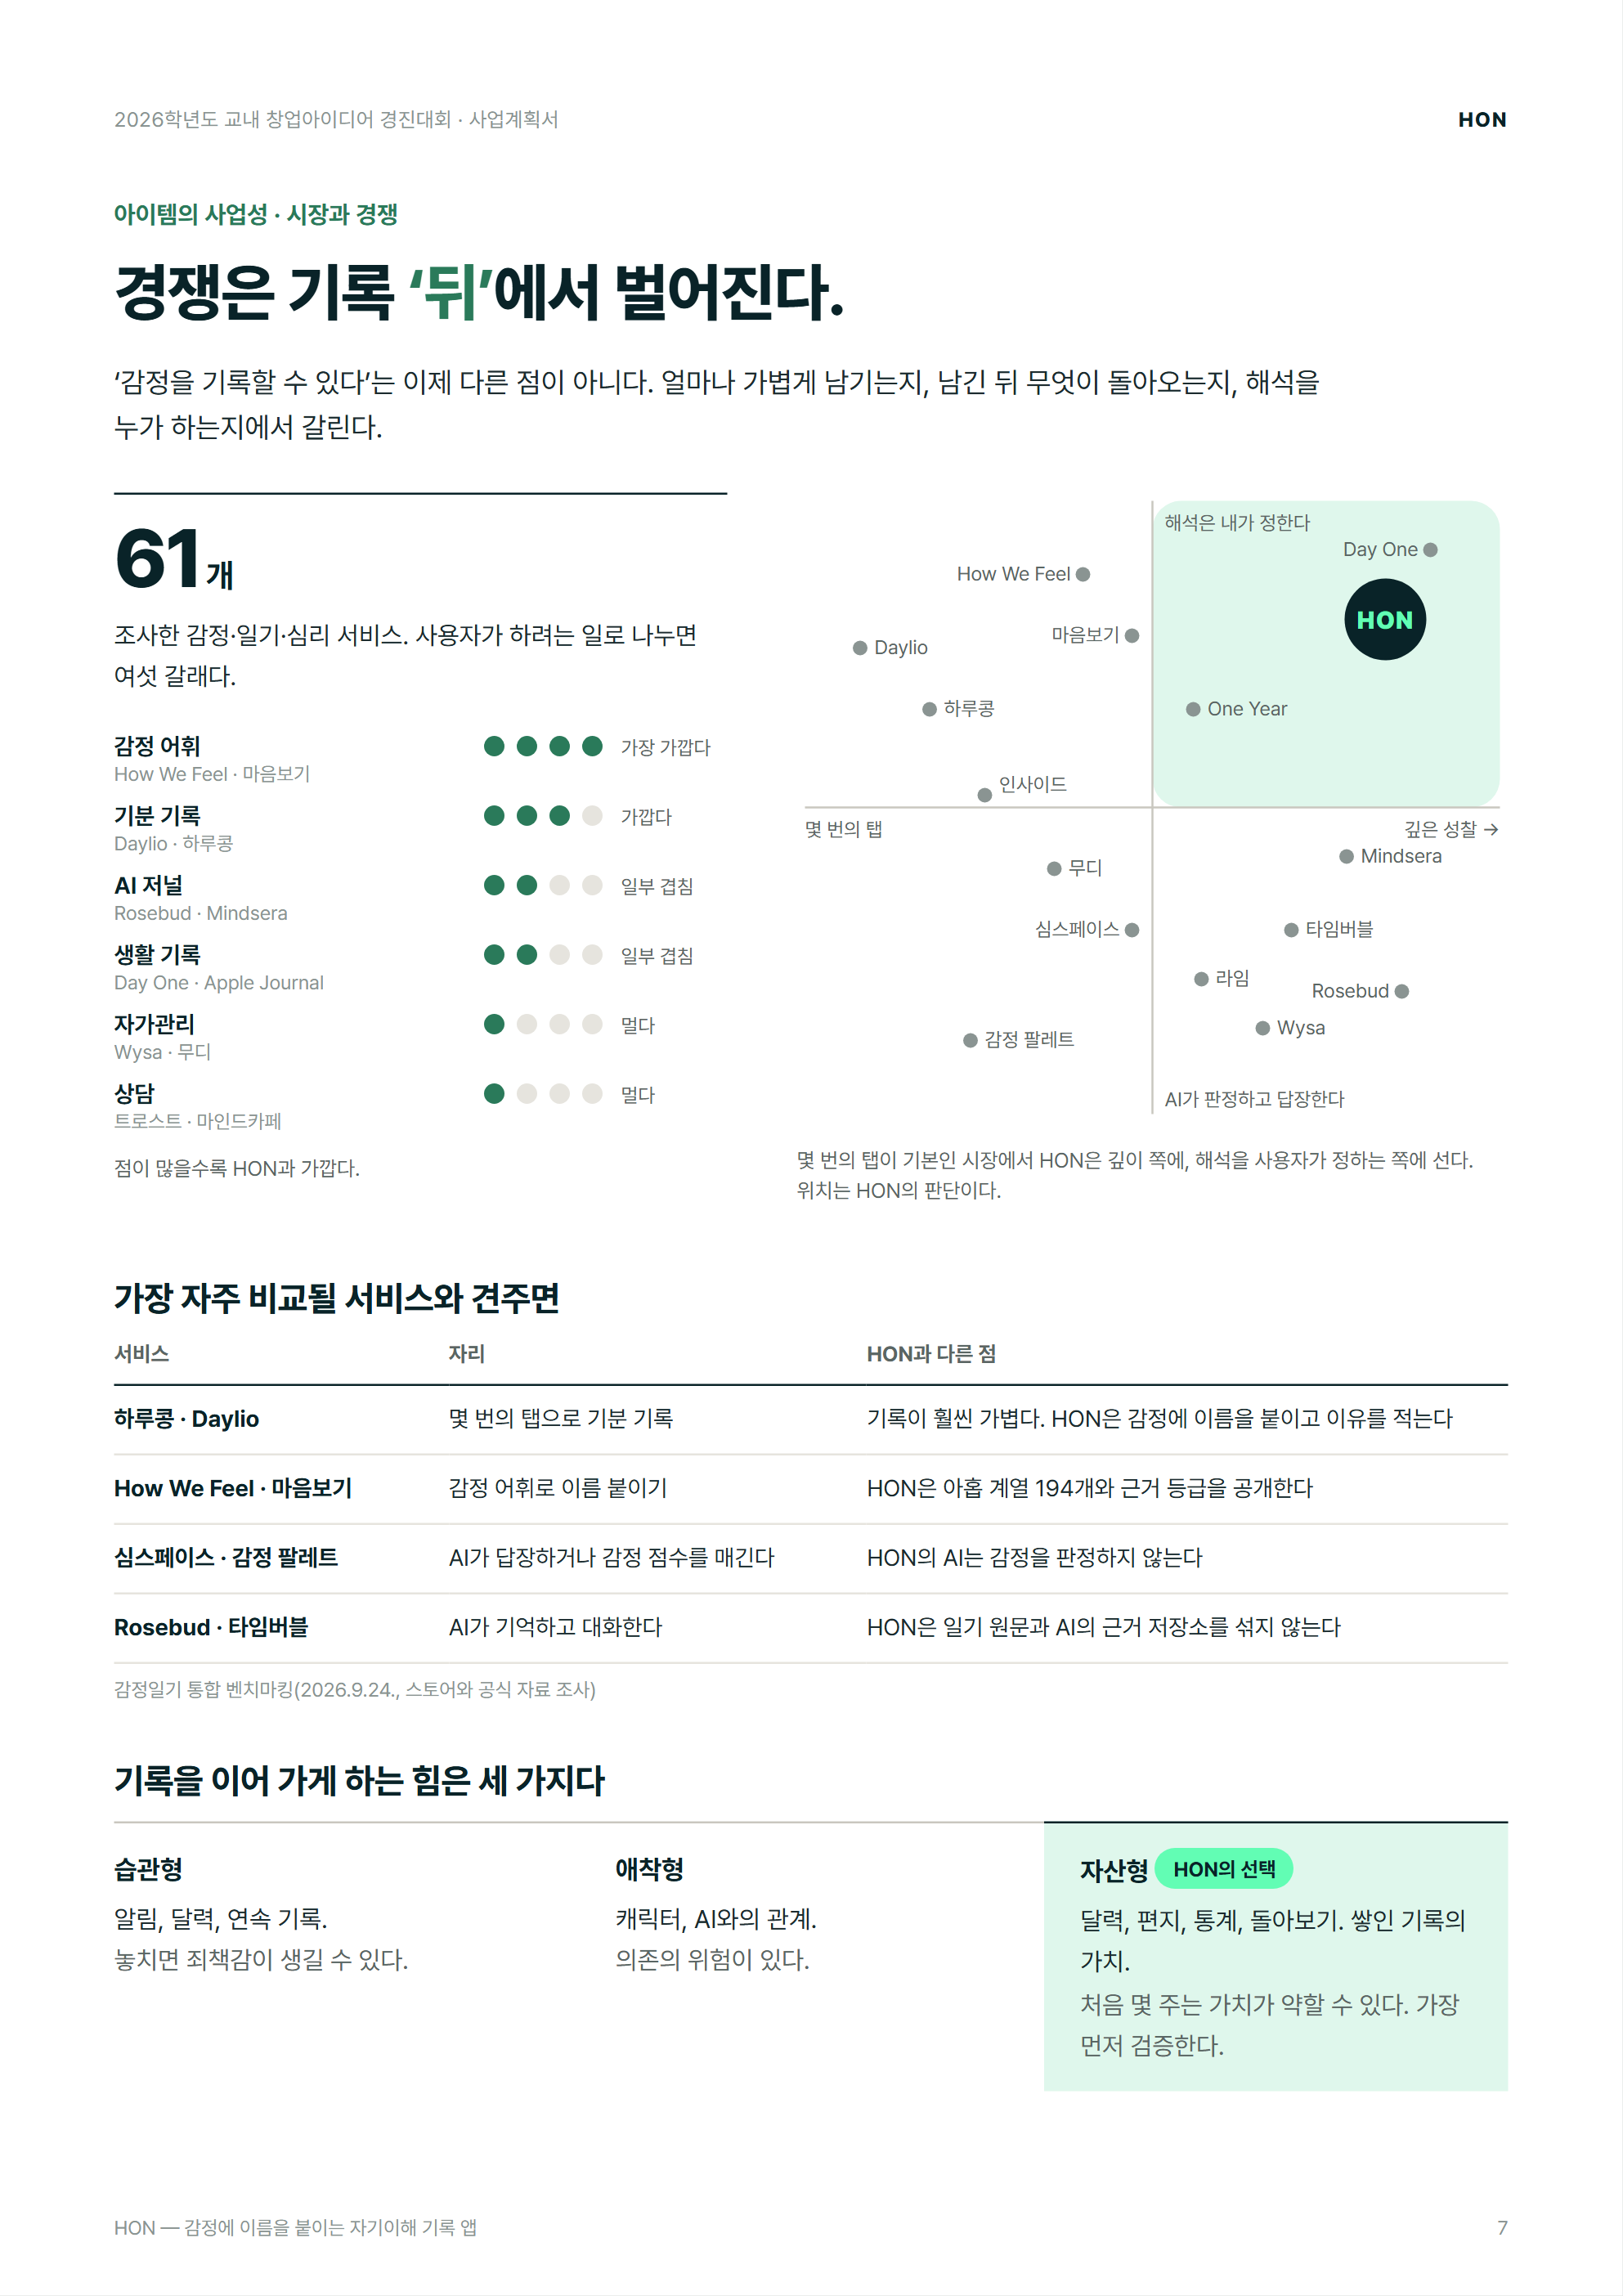 2026학년도 교내 창업아이디어 경진대회 · 사업계획서
HON
아이템의 사업성 · 시장과 경쟁
경쟁은 기록 ‘뒤’에서 벌어진다.
‘감정을 기록할 수 있다’는 이제 다른 점이 아니다. 얼마나 가볍게 남기는지, 남긴 뒤 무엇이 돌아오는지, 해석을
누가 하는지에서 갈린다.
61개
조사한 감정·일기·심리 서비스. 사용자가 하려는 일로 나누면
여섯 갈래다.
감정 어휘
How We Feel · 마음보기
가장 가깝다
기분 기록
Daylio · 하루콩
가깝다
AI 저널
Rosebud · Mindsera
일부 겹침
생활 기록
Day One · Apple Journal
일부 겹침
자가관리
Wysa · 무디
멀다
상담
트로스트 · 마인드카페
멀다
점이 많을수록 HON과 가깝다.
해석은 내가 정한다
Day One
How We Feel
HON
마음보기
Daylio
하루콩
One Year
인사이드
몇 번의 탭
깊은 성찰 →
Mindsera
무디
심스페이스
타임버블
라임
Rosebud
Wysa
감정 팔레트
AI가 판정하고 답장한다
몇 번의 탭이 기본인 시장에서 HON은 깊이 쪽에, 해석을 사용자가 정하는 쪽에 선다.
위치는 HON의 판단이다.
가장 자주 비교될 서비스와 견주면
서비스 자리 HON과 다른 점
하루콩 · Daylio 몇 번의 탭으로 기분 기록 기록이 훨씬 가볍다. HON은 감정에 이름을 붙이고 이유를 적는다
How We Feel · 마음보기 감정 어휘로 이름 붙이기 HON은 아홉 계열 194개와 근거 등급을 공개한다
심스페이스 · 감정 팔레트 AI가 답장하거나 감정 점수를 매긴다 HON의 AI는 감정을 판정하지 않는다
Rosebud · 타임버블 AI가 기억하고 대화한다 HON은 일기 원문과 AI의 근거 저장소를 섞지 않는다
감정일기 통합 벤치마킹(2026.9.24., 스토어와 공식 자료 조사)
기록을 이어 가게 하는 힘은 세 가지다
습관형
알림, 달력, 연속 기록.
놓치면 죄책감이 생길 수 있다.
애착형
캐릭터, AI와의 관계.
의존의 위험이 있다.
자산형 HON의 선택
달력, 편지, 통계, 돌아보기. 쌓인 기록의
가치.
처음 몇 주는 가치가 약할 수 있다. 가장
먼저 검증한다.
HON — 감정에 이름을 붙이는 자기이해 기록 앱
7